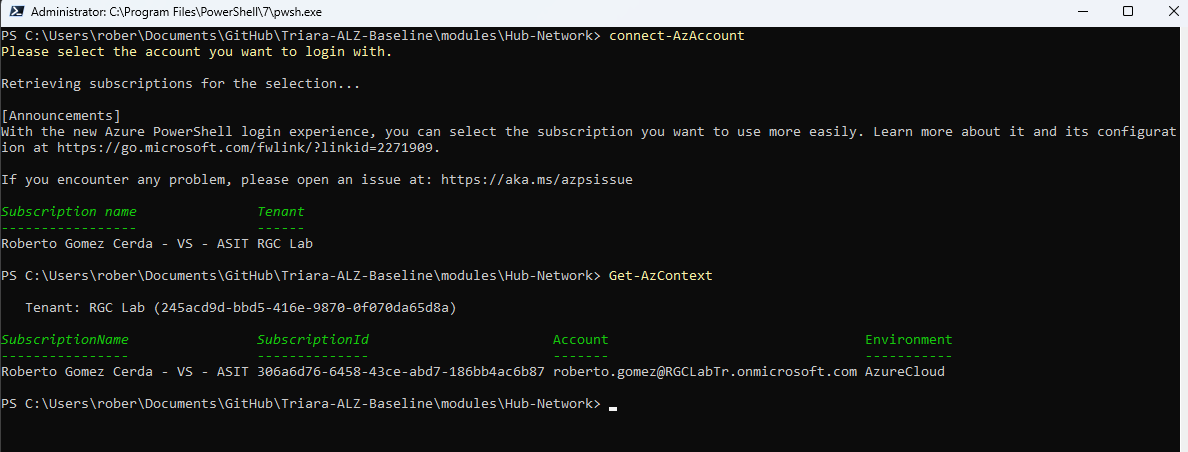 Administrator: C:\Program Files\PowerShell\7\pwsh.exe
PS C:\Users\rober\Documents\GitHub\Triara-ALZ-Baseline\modules\Hub-Network> connect-AzAccount
Please select the account you want to login with.
Retrieving subscriptions for the selection...
[Announcements]
With the new Azure PowerShell login experience, you can select the subscription you want to use more easily. Learn more about it and its configurat
ion at https://go.microsoft.com/fwlink/?linkid=2271909.
If you encounter any problem, please open an issue at: https://aka.ms/azpsissue
Subscription name               Tenant
-----------------               ------
Roberto Gomez Cerda - VS - ASIT RGC Lab
PS C:\Users\rober\Documents\GitHub\Triara-ALZ-Baseline\modules\Hub-Network> Get-AzContext
   Tenant: RGC Lab (245acd9d-bbd5-416e-9870-0f070da65d8a)
SubscriptionName                SubscriptionId                       Account                                Environment
----------------                --------------                       -------                                -----------
Roberto Gomez Cerda - VS - ASIT 306a6d76-6458-43ce-abd7-186bb4ac6b87 roberto.gomez@RGCLabTr.onmicrosoft.com AzureCloud
PS C:\Users\rober\Documents\GitHub\Triara-ALZ-Baseline\modules\Hub-Network>